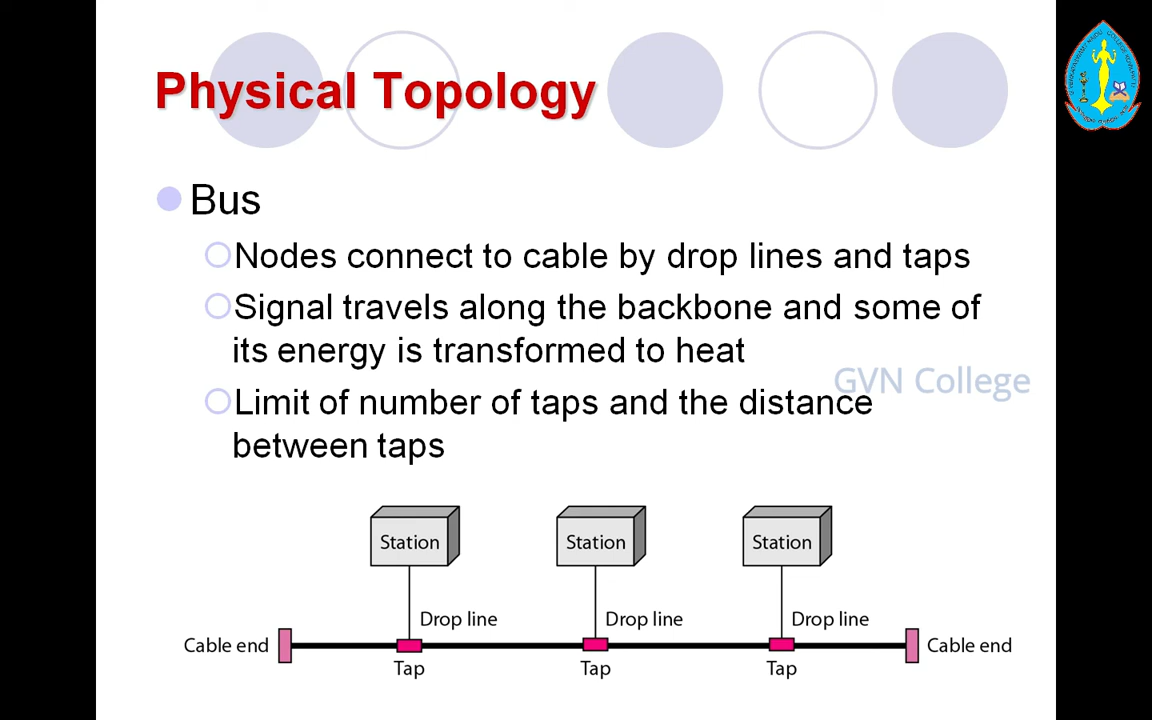 Physical Topology
Bus
Nodes connect to cable by drop lines and taps
Signal travels along the backbone and some of
its energy is transformed to heat
GVN College
Limit of number of taps and the distance
between taps
Station Station Station
Drop line Drop line Drop line
Cable end Cable end
Tap Tap Tap